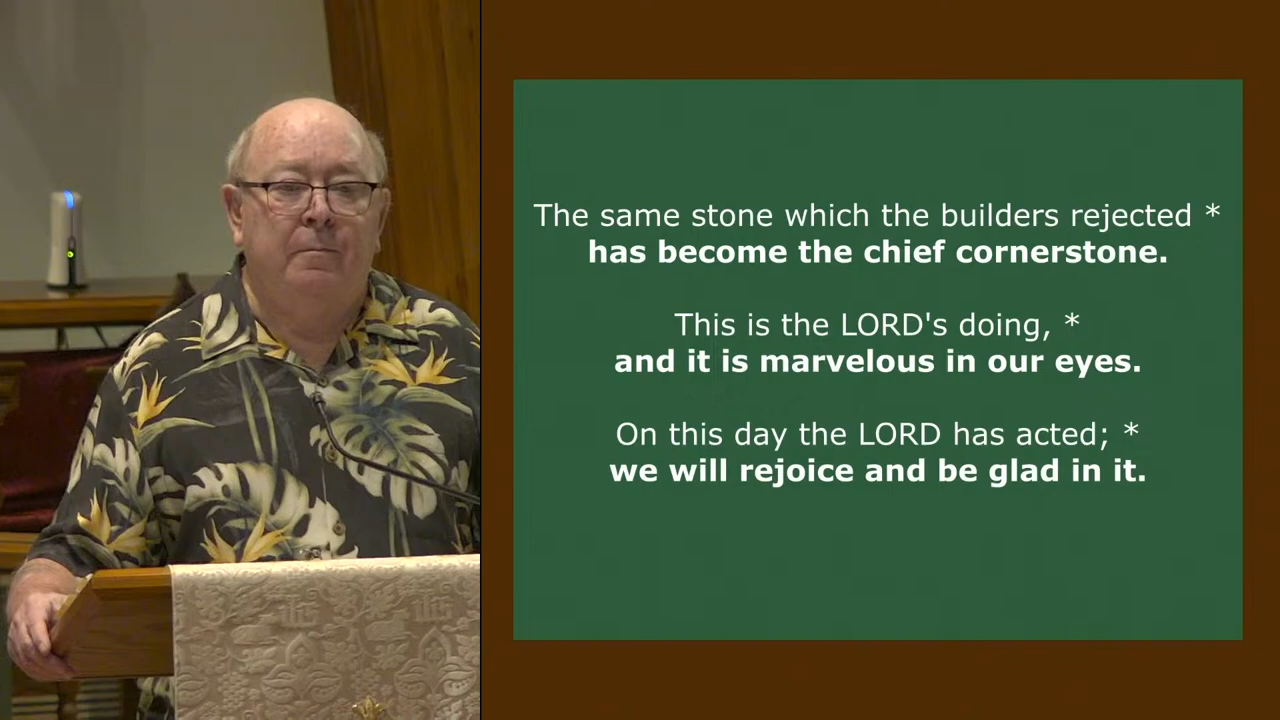 The same stone which the builders rejected *
has become the chief cornerstone.
This is the LORD's doing, *
and it is marvelous in our eyes.
On this day the LORD has acted; *
we will rejoice and be glad in it.